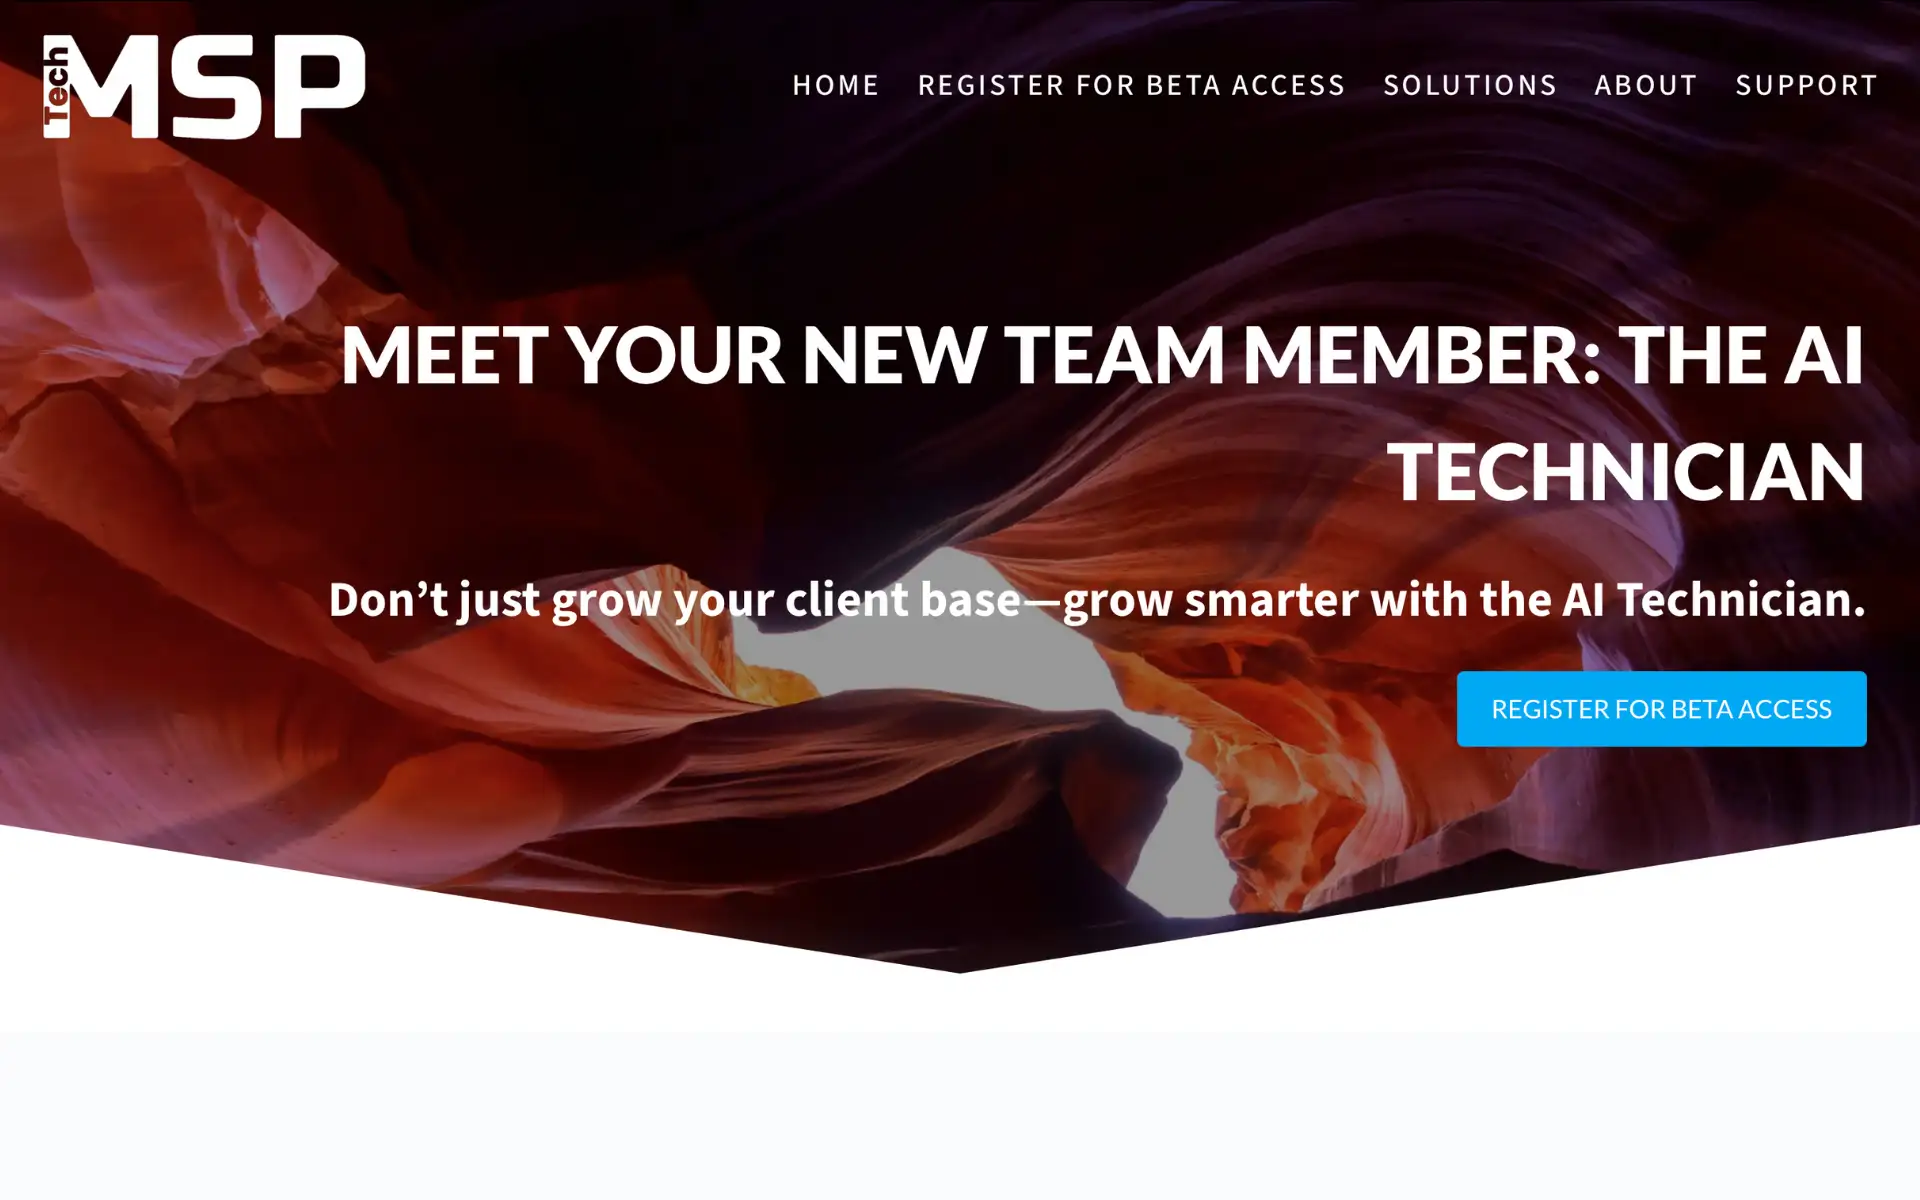 Tech MSP
HOME REGISTER FOR BETA ACCESS SOLUTIONS ABOUT SUPPORT
MEET YOUR NEW TEAM MEMBER: THE AI
TECHNICIAN
Don’t just grow your client base—grow smarter with the AI Technician.
REGISTER FOR BETA ACCESS